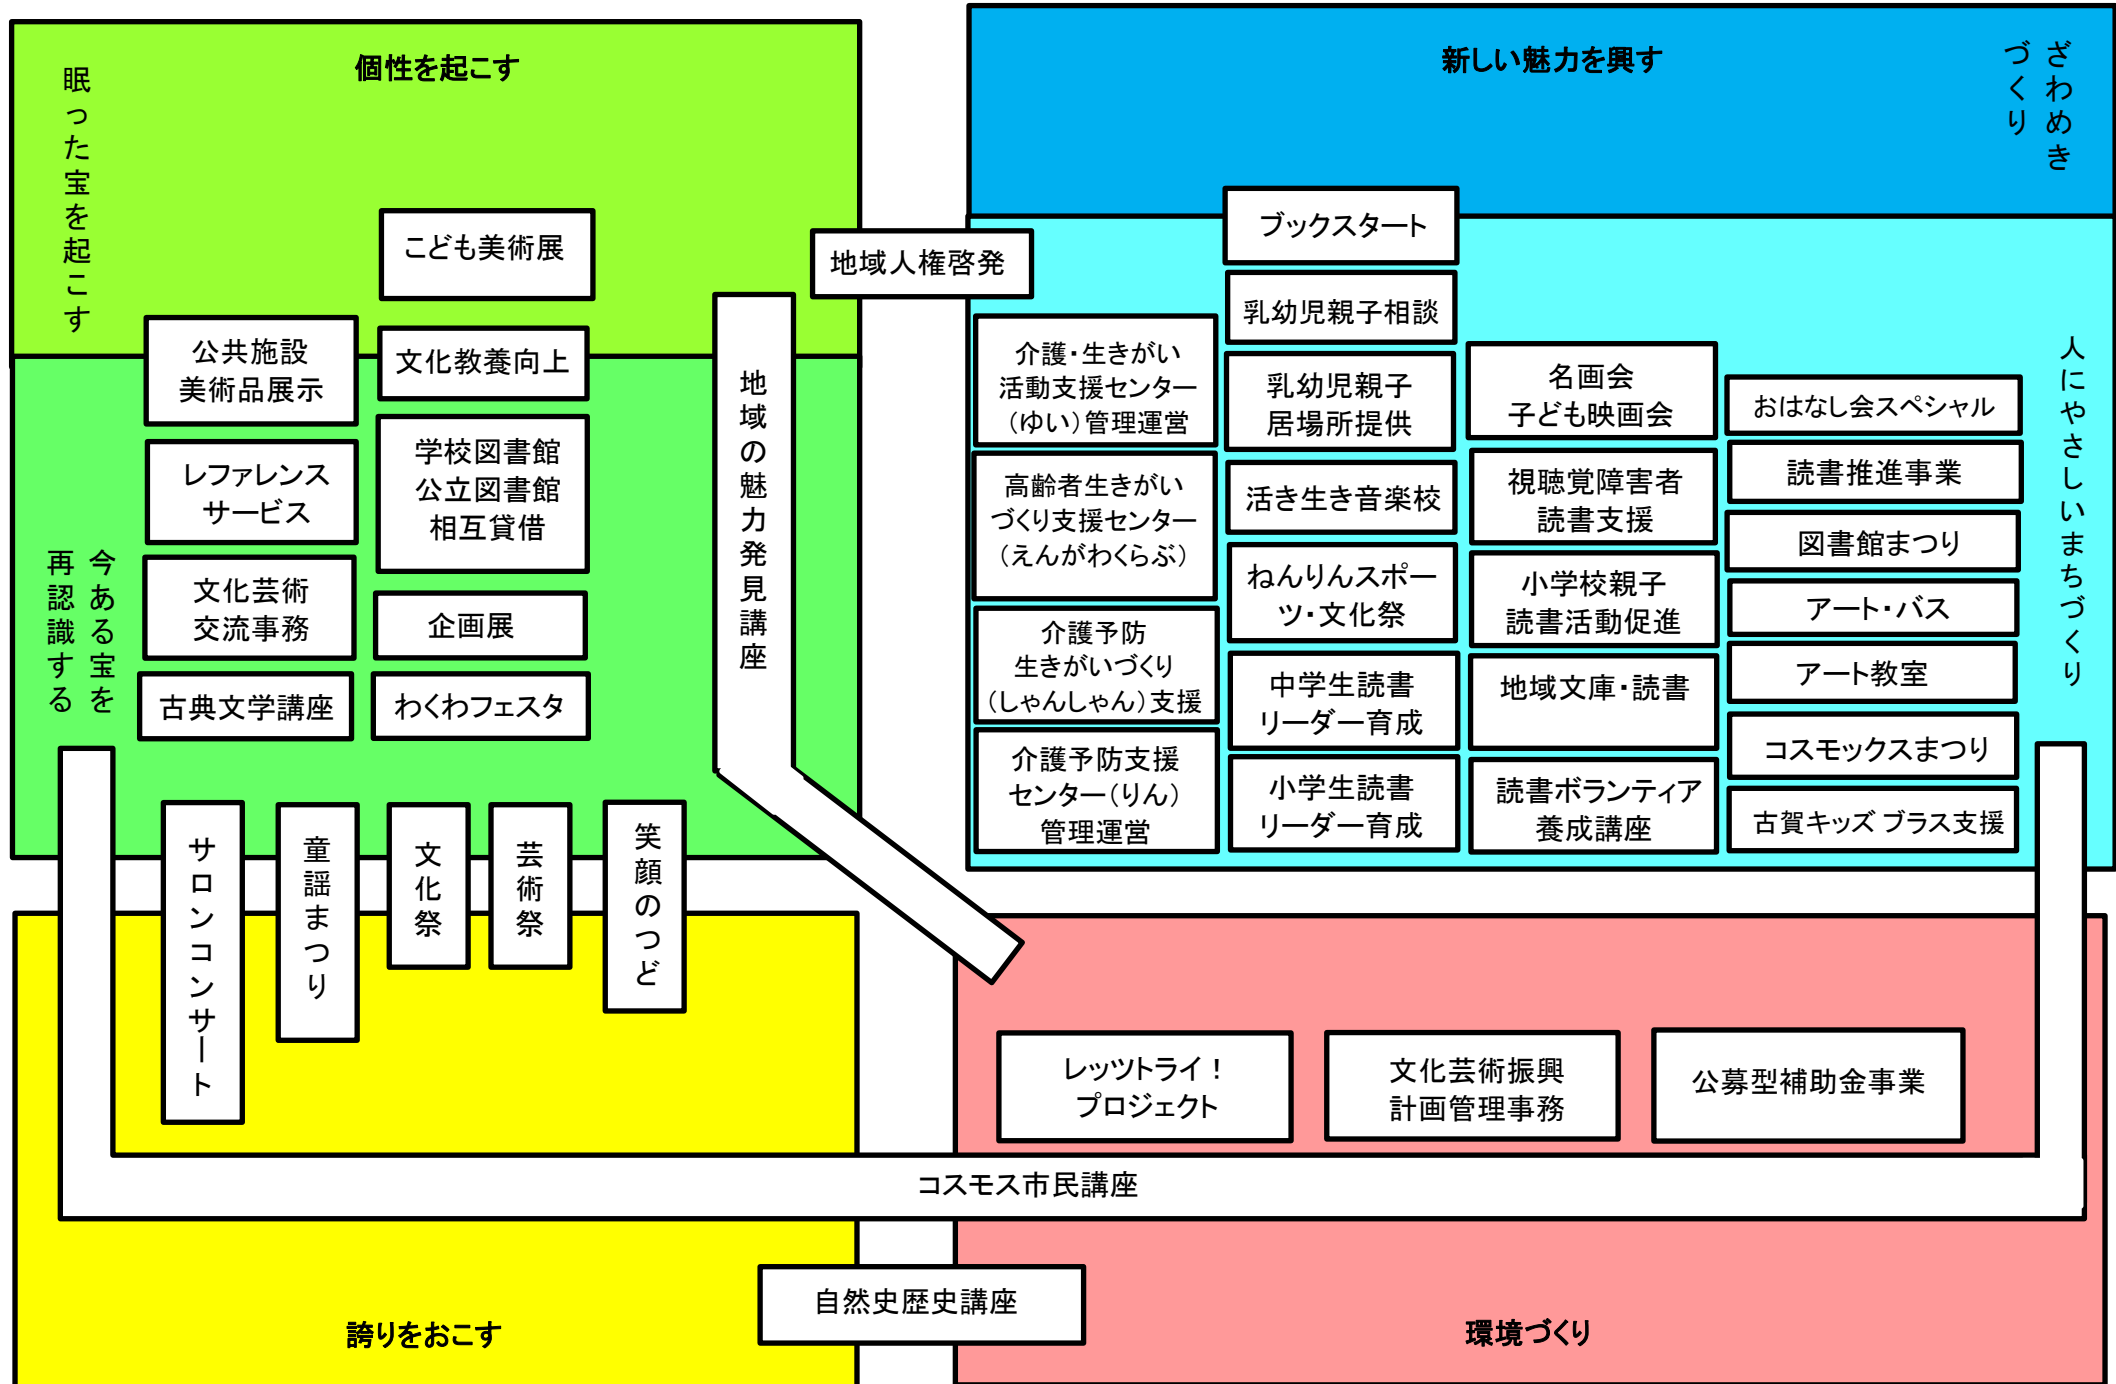 個性を起こす
眠った宝を起こす
こども美術展
公共施設
美術品展示
文化教養向上
レファレンス
サービス
学校図書館
公立図書館
相互貸借
今ある宝を
再認識する
文化芸術
交流事務
企画展
古典文学講座
わくわフェスタ
地域の魅力発見講座
地域人権啓発
新しい魅力を興す
ざわめき
づくり
ブックスタート
乳幼児親子相談
介護・生きがい
活動支援センター
（ゆい）管理運営
乳幼児親子
居場所提供
名画会
子ども映画会
おはなし会スペシャル
人にやさしいまちづくり
高齢者生きがい
づくり支援センター
（えんがわくらぶ）
活き生き音楽校
視聴覚障害者
読書支援
読書推進事業
図書館まつり
ねんりんスポー
ツ・文化祭
小学校親子
読書活動促進
アート・バス
介護予防
生きがいづくり
（しゃんしゃん）支援
中学生読書
リーダー育成
地域文庫・読書
アート教室
コスモックスまつり
介護予防支援
センター（りん）
管理運営
小学生読書
リーダー育成
読書ボランティア
養成講座
古賀キッズ ブラス支援
サロンコンサート
童謡まつり
文化祭
芸術祭
笑顔のつど
レッツトライ！
プロジェクト
文化芸術振興
計画管理事務
公募型補助金事業
コスモス市民講座
自然史歴史講座
誇りをおこす
環境づくり